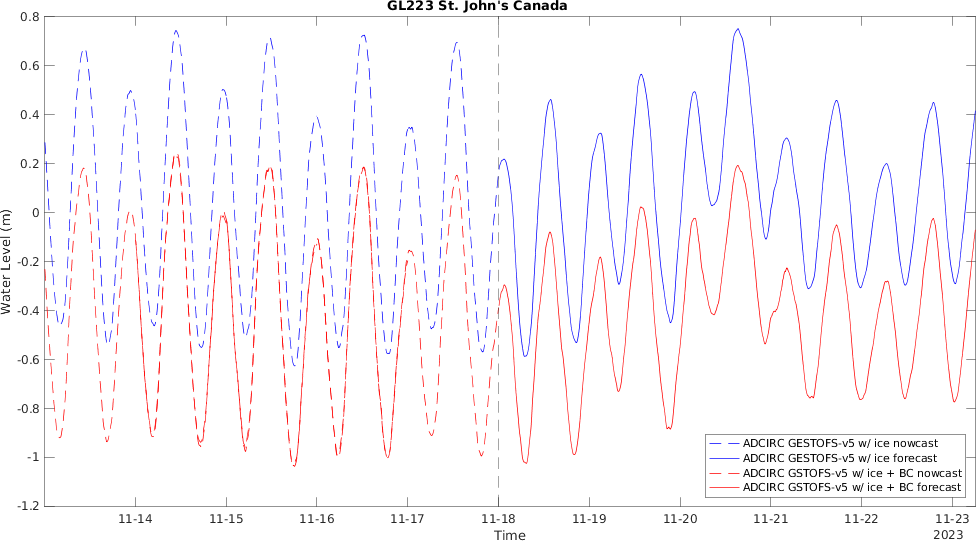 GL223 St. John's Canada
Water Level (m)
0.8
0.6
0.4
0.2
0
-0.2
-0.4
-0.6
-0.8
-1
-1.2
ADCIRC GESTOFS-v5 w/ ice nowcast
ADCIRC GESTOFS-v5 w/ ice forecast
ADCIRC GSTOFS-v5 w/ ice + BC nowcast
ADCIRC GSTOFS-v5 w/ ice + BC forecast
11-14 11-15 11-16 11-17 11-18 11-19 11-20 11-21 11-22 11-23
Time
2023